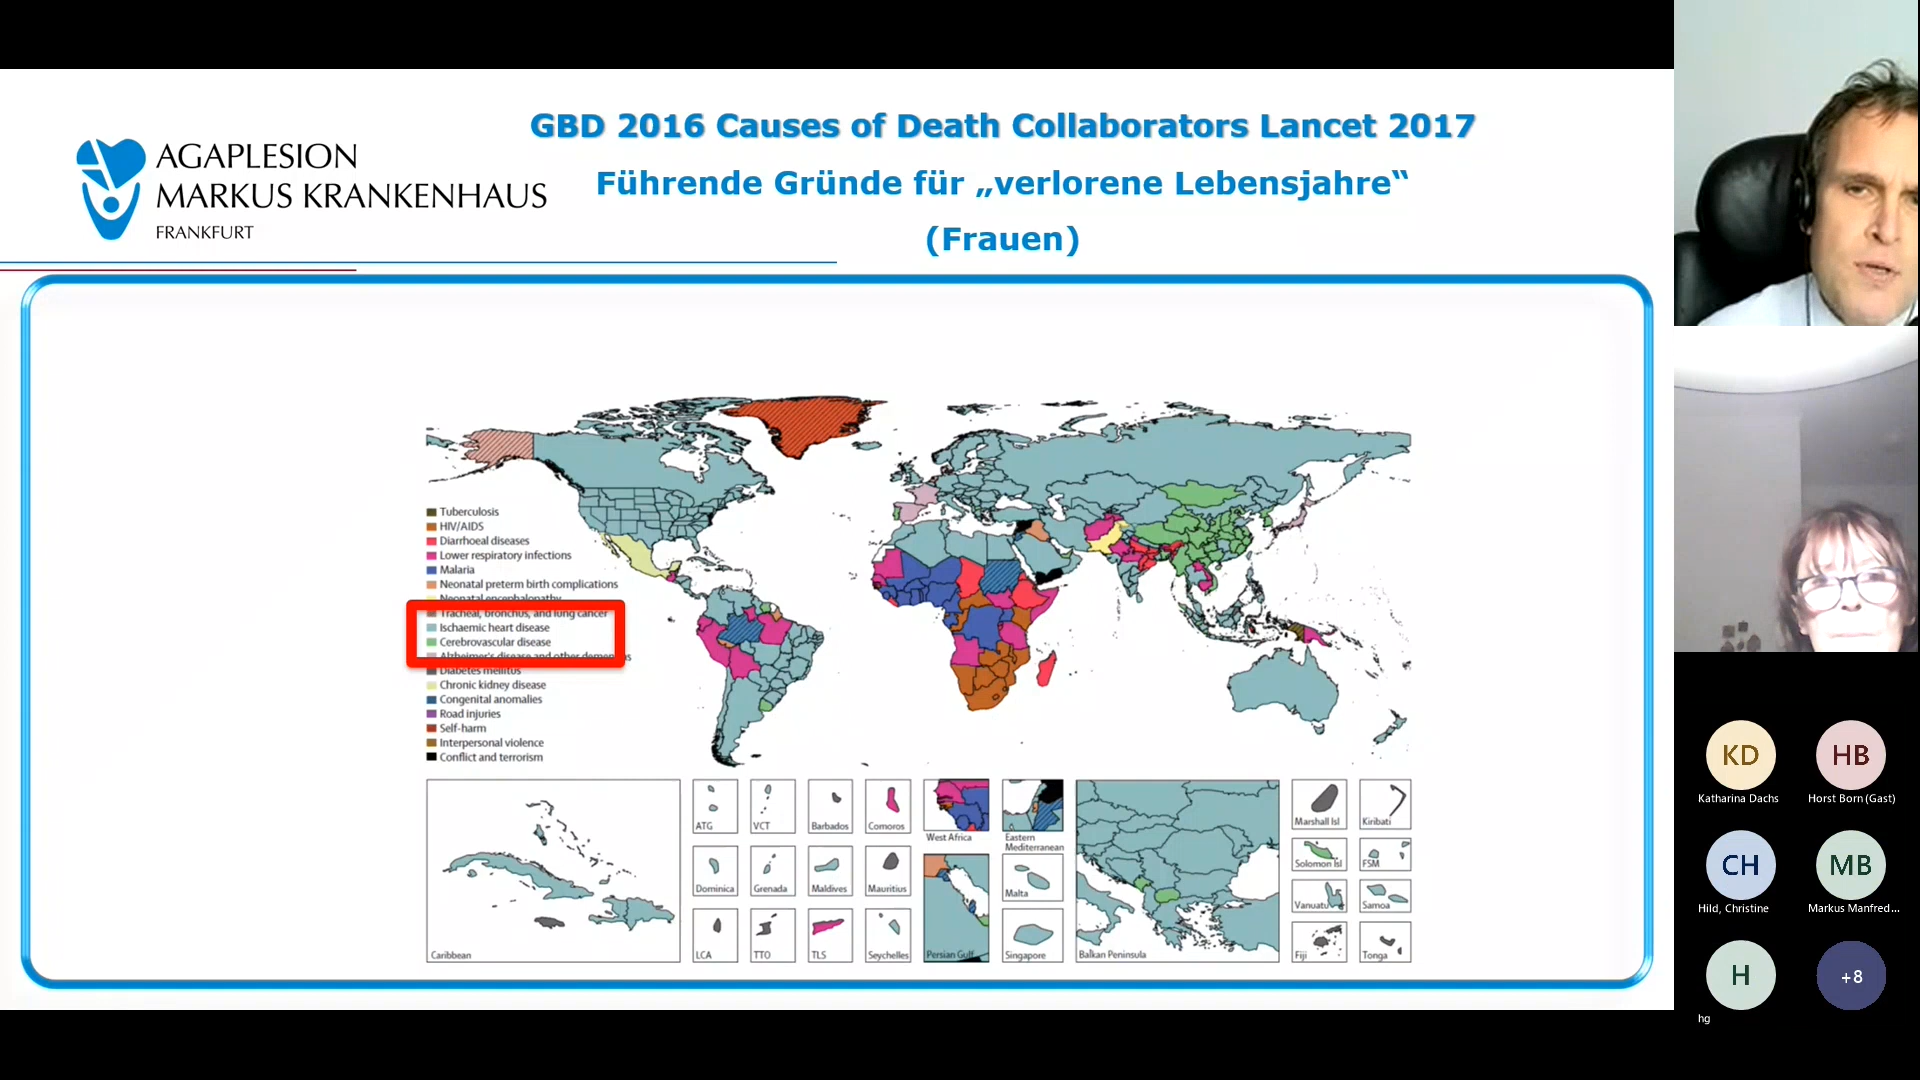 GBD 2016 Causes of Death Collaborators Lancet 2017
Führende Gründe für „verlorene Lebensjahre“
(Frauen)
AGAPLESION
MARKUS KRANKENHAUS
FRANKFURT
Tuberculosis
HIV/AIDS
Diarrhoeal diseases
Lower respiratory infections
Malaria
Neonatal preterm birth complications
Neonatal encephalopathy
Tracheal, bronchus, and lung cancer
Ischaemic heart disease
Cerebrovascular disease
Alzheimer's disease and other dementias
Diabetes mellitus
Chronic kidney disease
Congenital anomalies
Road injuries
Self-harm
Interpersonal violence
Conflict and terrorism
Caribbean
ATG
VCT
Barbados
Comoros
Dominica
Grenada
Maldives
Mauritius
LCA
TTO
TLS
Seychelles
West Africa
Eastern
Mediterranean
Persian Gulf
Malta
Singapore
Balkan Peninsula
Marshall Isl
Kiribati
Solomon Isl
FSM
Vanuatu
Samoa
Fiji
Tonga
KD
Katharina Dachs
HB
Horst Born (Gast)
CH
Hild, Christine
MB
Markus Manfred...
H
hg
+8